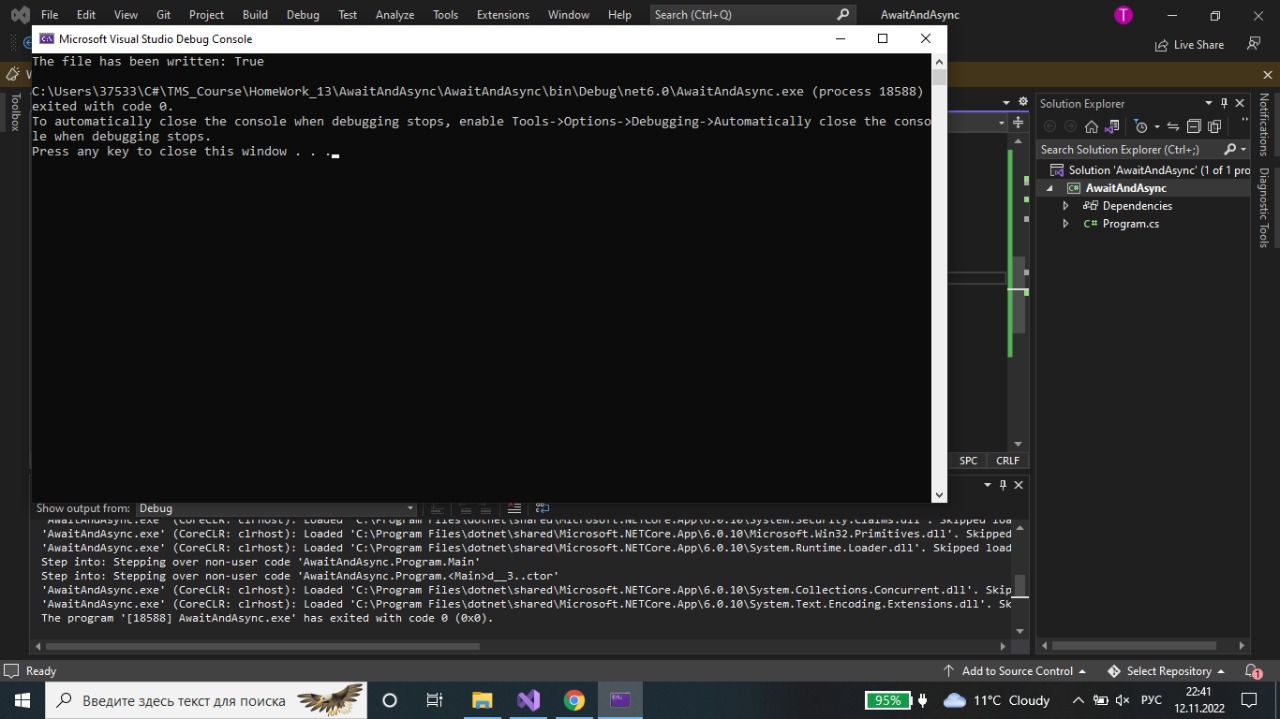 File Edit View Git Project Build Debug Test Analyze Tools Extensions Window Help Search (Ctrl+Q) AwaitAndAsync T
Live Share
Microsoft Visual Studio Debug Console
The file has been written: True
C:\Users\37533\C#\TMS_Course\HomeWork_13\AwaitAndAsync\AwaitAndAsync\bin\Debug\net6.0\AwaitAndAsync.exe (process 18588)
exited with code 0.
To automatically close the console when debugging stops, enable Tools->Options->Debugging->Automatically close the conso
le when debugging stops.
Press any key to close this window . . .
Toolbox
Solution Explorer
Search Solution Explorer (Ctrl+;)
Solution 'AwaitAndAsync' (1 of 1 pro
C# AwaitAndAsync
Dependencies
C# Program.cs
Notifications
Diagnostic Tools
SPC CRLF
Show output from: Debug
'AwaitAndAsync.exe' (CoreCLR: clrhost): Loaded 'C:\Program Files\dotnet\shared\Microsoft.NETCore.App\6.0.10\System.Security.Claims.dll'. Skipped loa
'AwaitAndAsync.exe' (CoreCLR: clrhost): Loaded 'C:\Program Files\dotnet\shared\Microsoft.NETCore.App\6.0.10\Microsoft.Win32.Primitives.dll'. Skipped
'AwaitAndAsync.exe' (CoreCLR: clrhost): Loaded 'C:\Program Files\dotnet\shared\Microsoft.NETCore.App\6.0.10\System.Runtime.Loader.dll'. Skipped load
Step into: Stepping over non-user code 'AwaitAndAsync.Program.Main'
Step into: Stepping over non-user code 'AwaitAndAsync.Program.<Main>d__3..ctor'
'AwaitAndAsync.exe' (CoreCLR: clrhost): Loaded 'C:\Program Files\dotnet\shared\Microsoft.NETCore.App\6.0.10\System.Collections.Concurrent.dll'. Skip
'AwaitAndAsync.exe' (CoreCLR: clrhost): Loaded 'C:\Program Files\dotnet\shared\Microsoft.NETCore.App\6.0.10\System.Text.Encoding.Extensions.dll'. Sk
The program '[18588] AwaitAndAsync.exe' has exited with code 0 (0x0).
Ready Add to Source Control Select Repository 1
Введите здесь текст для поиска 95% 11°C Cloudy РУС 22:41
12.11.2022